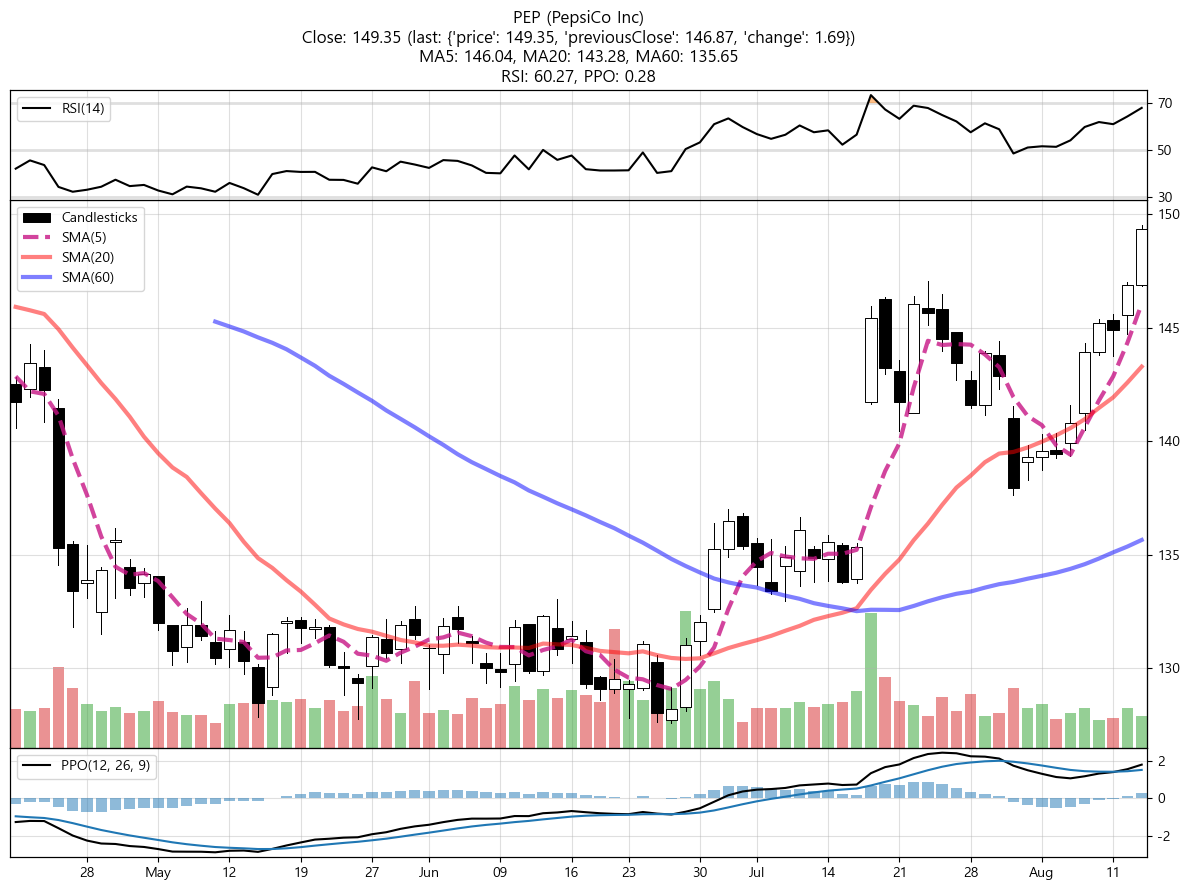 PEP (PepsiCo Inc)
Close: 149.35 (last: {'price': 149.35, 'previousClose': 146.87, 'change': 1.69})
MA5: 146.04, MA20: 143.28, MA60: 135.65
RSI: 60.27, PPO: 0.28
RSI(14)
70
50
30
Candlesticks
SMA(5)
SMA(20)
SMA(60)
150
145
140
135
130
PPO(12, 26, 9)
2
0
-2
28 May 12 19 27 Jun 09 16 23 30 Jul 14 21 28 Aug 11